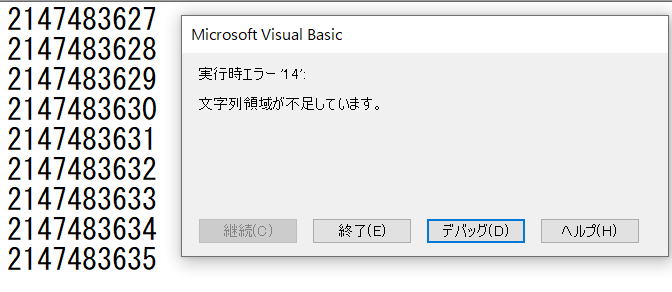 2147483627
2147483628
2147483629
2147483630
2147483631
2147483632
2147483633
2147483634
2147483635
Microsoft Visual Basic
実行時エラー '14':
文字列領域が不足しています。
継続(C)
終了(E)
デバッグ(D)
ヘルプ(H)